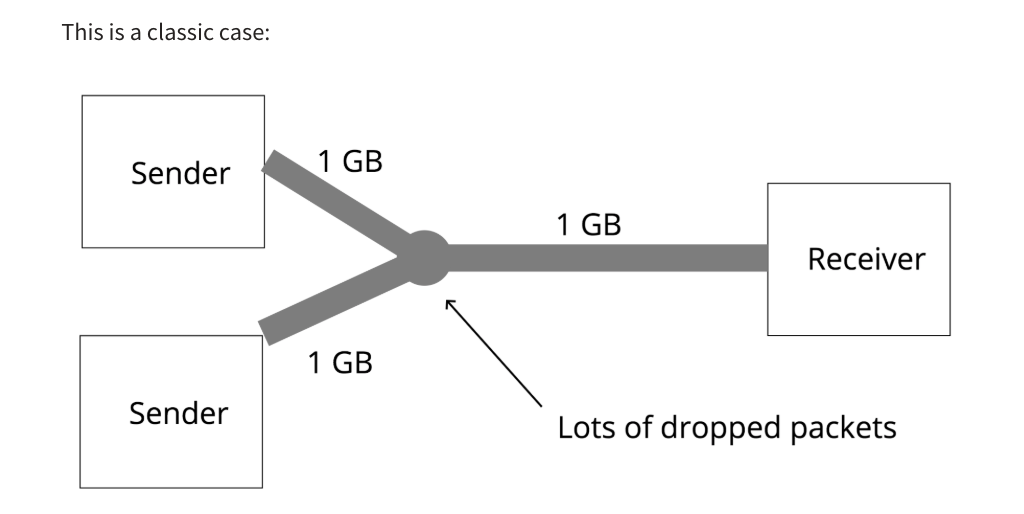 This is a classic case:
Sender
1 GB
1 GB
Receiver
1 GB
Sender
Lots of dropped packets